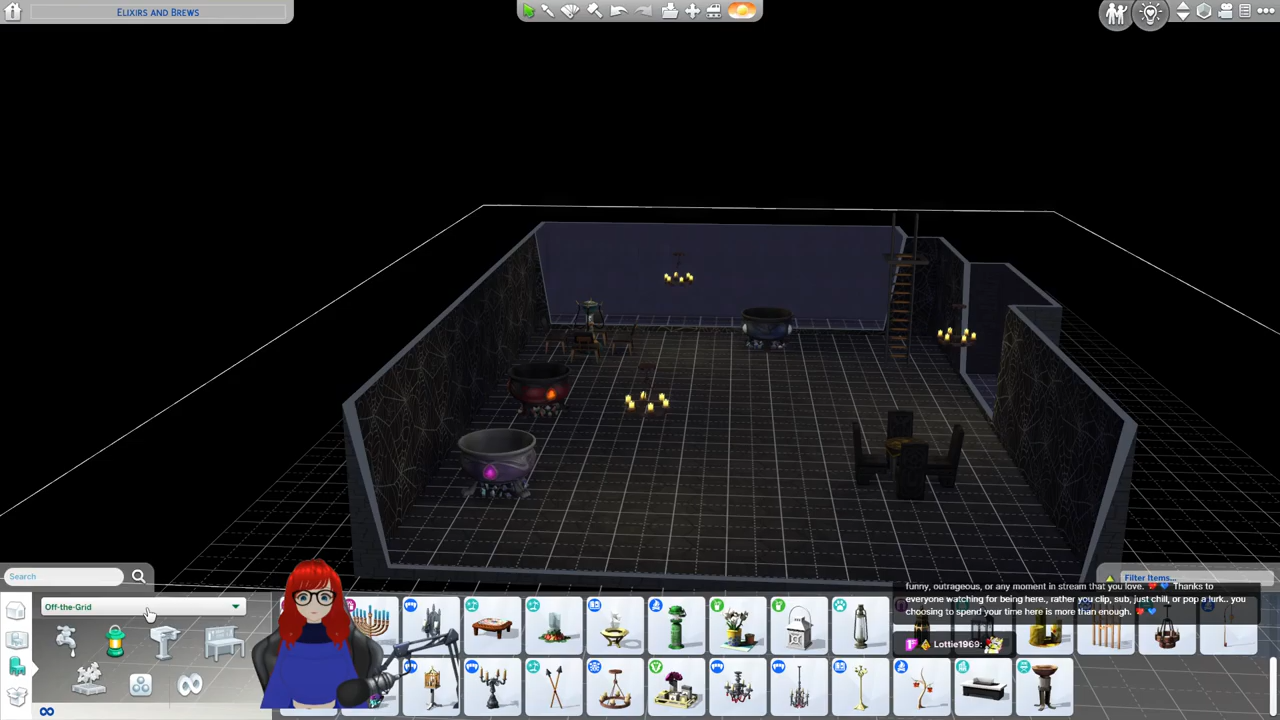 Elixirs and Brews
Search
Off-the-Grid
Filter Items...
funny, outrageous, or any moment in stream that you love. ❤️💙 Thanks to
everyone watching for being here., rather you clip, sub, just chill, or pop a lurk.. you
choosing to spend your time here is more than enough. ❤️💙
Lottie1969: